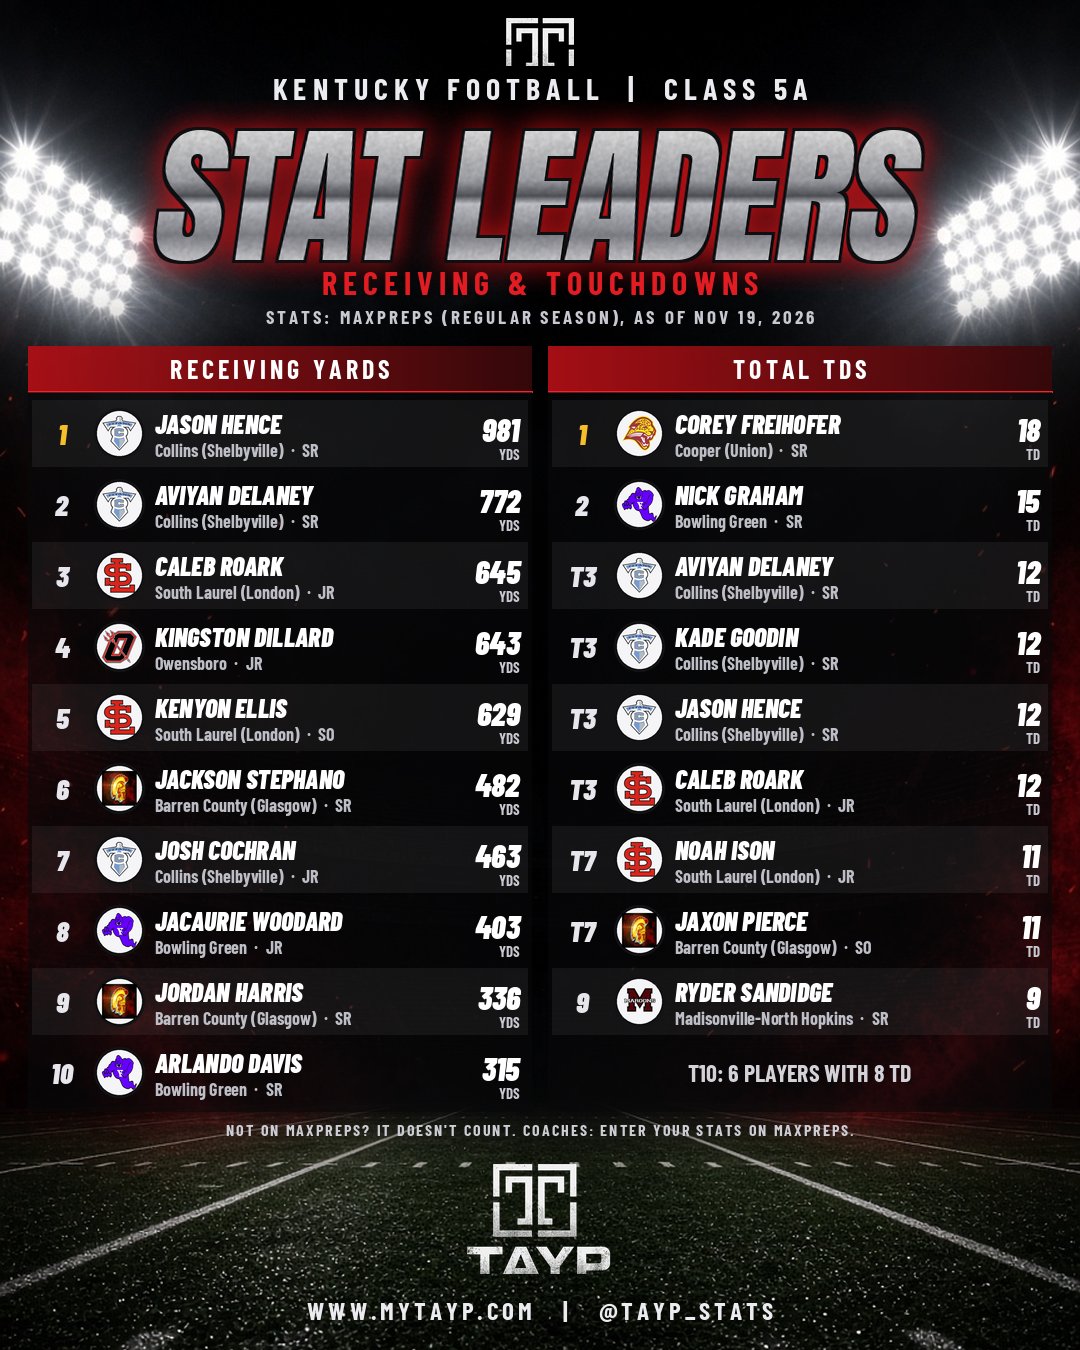 KENTUCKY FOOTBALL | CLASS 5A
STAT LEADERS
RECEIVING & TOUCHDOWNS
STATS: MAXPREPS (REGULAR SEASON), AS OF NOV 19, 2026
RECEIVING YARDS
1 JASON HENCE 981
Collins (Shelbyville) · SR YDS
2 AVIYAN DELANEY 772
Collins (Shelbyville) · SR YDS
3 CALEB ROARK 645
South Laurel (London) · JR YDS
4 KINGSTON DILLARD 643
Owensboro · JR YDS
5 KENYON ELLIS 629
South Laurel (London) · SO YDS
6 JACKSON STEPHANO 482
Barren County (Glasgow) · SR YDS
7 JOSH COCHRAN 463
Collins (Shelbyville) · JR YDS
8 JACAURIE WOODARD 403
Bowling Green · JR YDS
9 JORDAN HARRIS 336
Barren County (Glasgow) · SR YDS
10 ARLANDO DAVIS 315
Bowling Green · SR YDS
TOTAL TDS
1 COREY FREIHOFER 18
Cooper (Union) · SR TD
2 NICK GRAHAM 15
Bowling Green · SR TD
T3 AVIYAN DELANEY 12
Collins (Shelbyville) · SR TD
T3 KADE GOODIN 12
Collins (Shelbyville) · SR TD
T3 JASON HENCE 12
Collins (Shelbyville) · SR TD
T3 CALEB ROARK 12
South Laurel (London) · JR TD
T7 NOAH ISON 11
South Laurel (London) · JR TD
T7 JAXON PIERCE 11
Barren County (Glasgow) · SO TD
9 RYDER SANDIDGE 9
Madisonville-North Hopkins · SR TD
T10: 6 PLAYERS WITH 8 TD
NOT ON MAXPREPS? IT DOESN'T COUNT. COACHES: ENTER YOUR STATS ON MAXPREPS.
TAYP
WWW.MYTAYP.COM | @TAYP_STATS